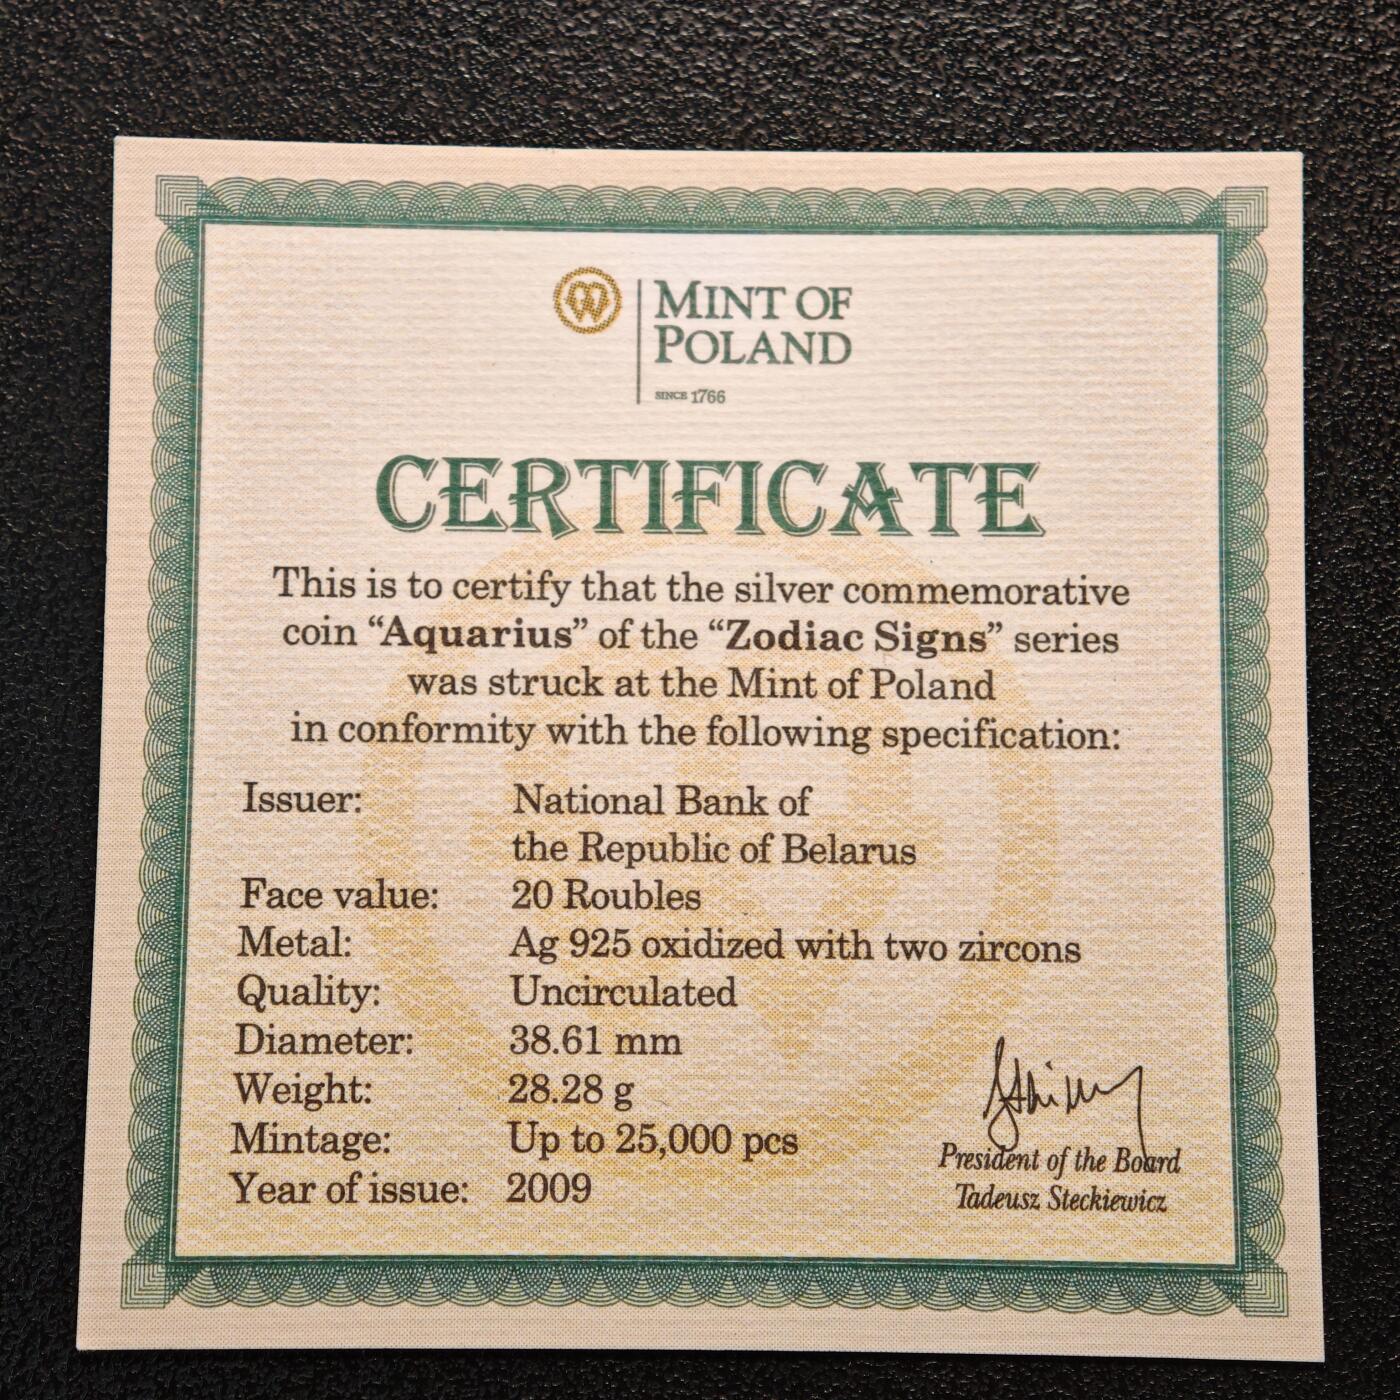 MINT OF
POLAND
SINCE 1766
CERTIFICATE
This is to certify that the silver commemorative
coin “Aquarius” of the “Zodiac Signs” series
was struck at the Mint of Poland
in conformity with the following specification:
Issuer: National Bank of
the Republic of Belarus
Face value: 20 Roubles
Metal: Ag 925 oxidized with two zircons
Quality: Uncirculated
Diameter: 38.61 mm
Weight: 28.28 g
Mintage: Up to 25,000 pcs
Year of issue: 2009
President of the Board
Tadeusz Steckiewicz